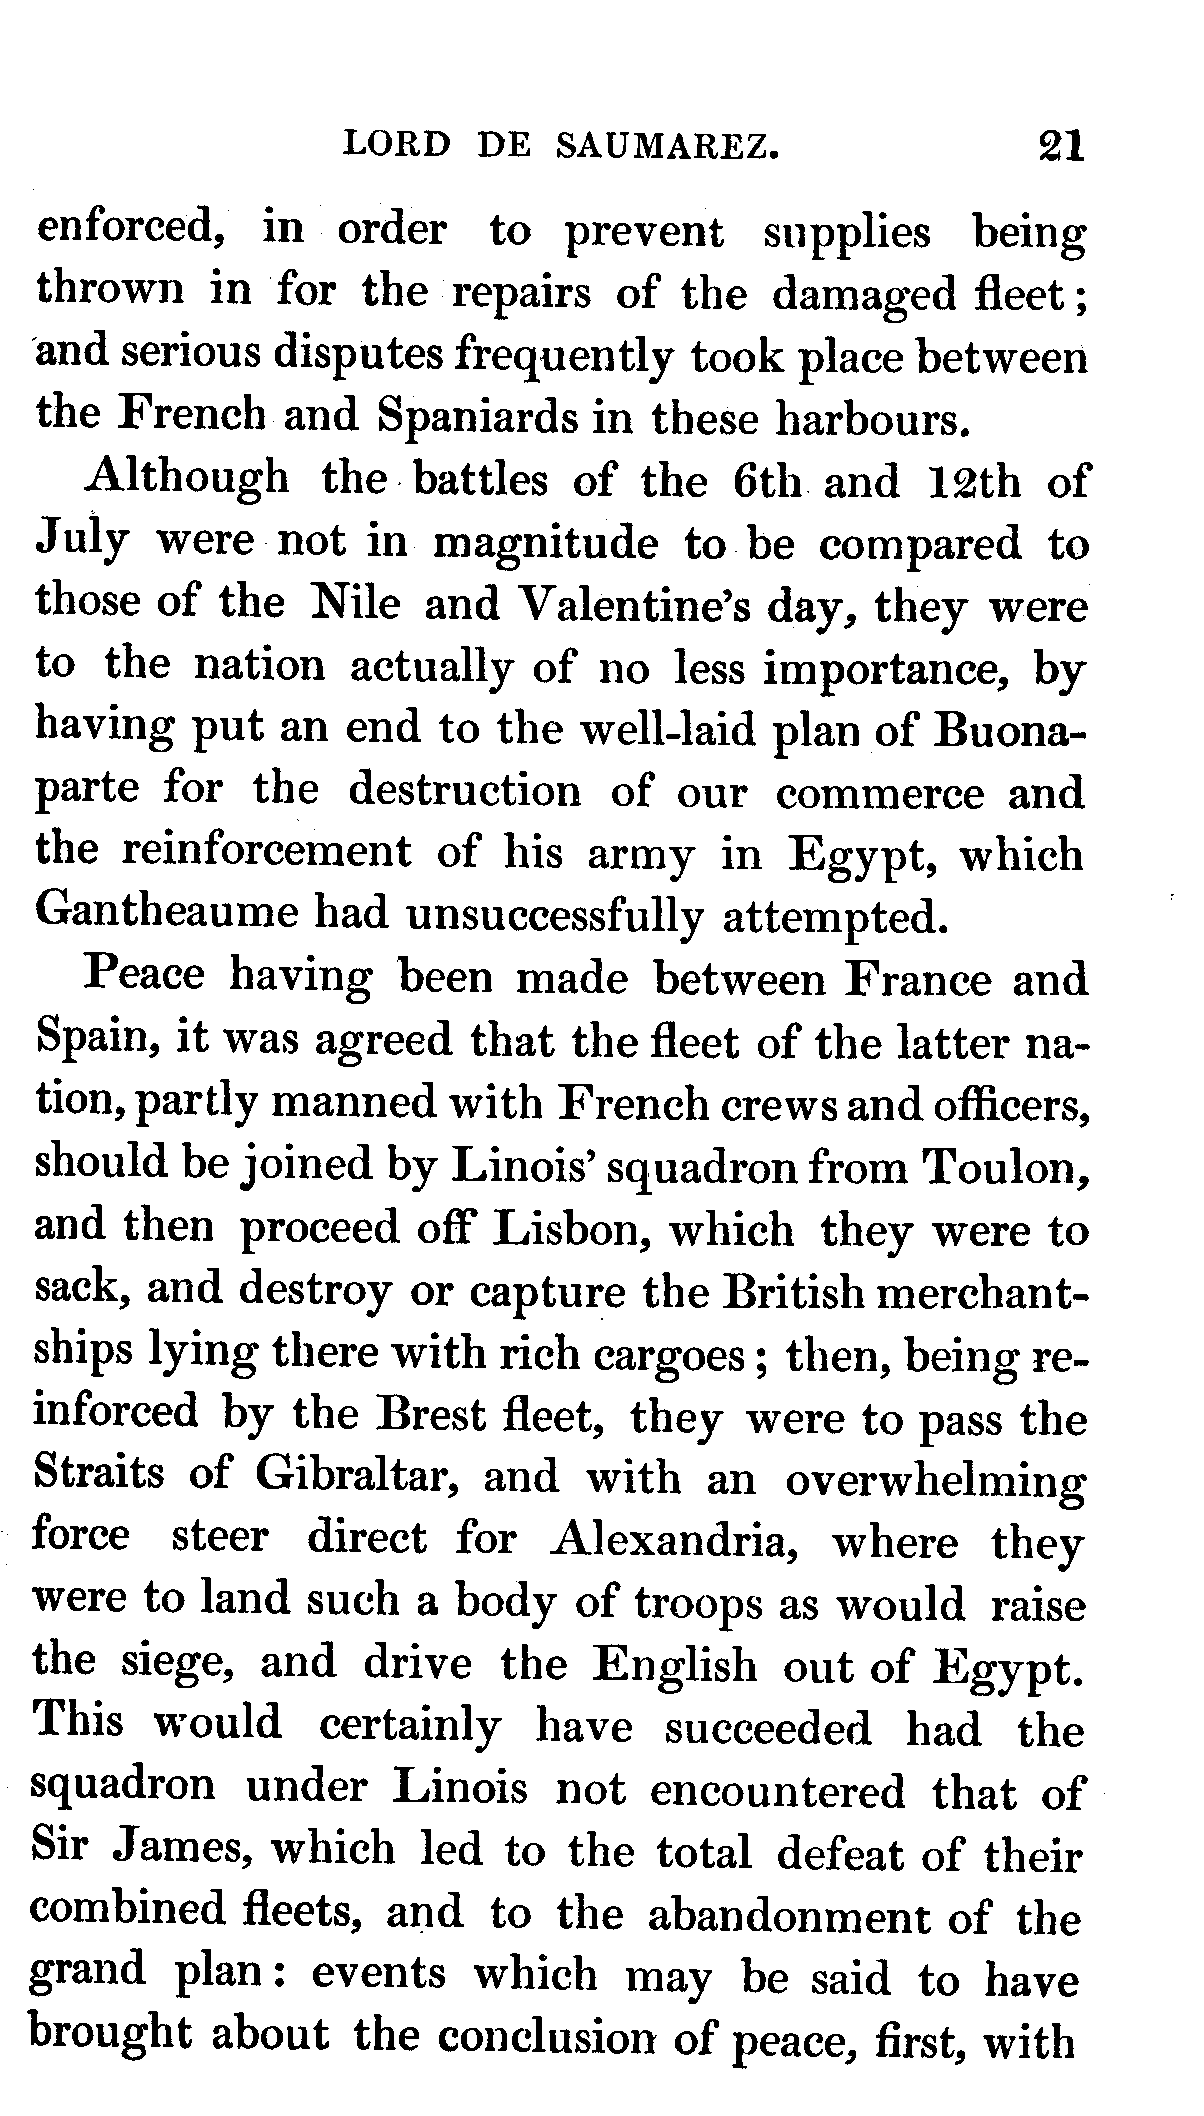 LORD DE SAUMAREZ. 21
enforced, in order to prevent supplies being
thrown in for the repairs of the damaged fleet;
and serious disputes frequently took place between
the French and Spaniards in these harbours.
Although the battles of the 6th and 12th of
July were not in magnitude to be compared to
those of the Nile and Valentine's day, they were
to the nation actually of no less importance, by
having put an end to the well-laid plan of Buona-
parte for the destruction of our commerce and
the reinforcement of his army in Egypt, which
Gantheaume had unsuccessfully attempted.
Peace having been made between France and
Spain, it was agreed that the fleet of the latter na-
tion, partly manned with French crews and officers,
should be joined by Linois' squadron from Toulon,
and then proceed off Lisbon, which they were to
sack, and destroy or capture the British merchant-
ships lying there with rich cargoes; then, being re-
inforced by the Brest fleet, they were to pass the
Straits of Gibraltar, and with an overwhelming
force steer direct for Alexandria, where they
were to land such a body of troops as would raise
the siege, and drive the English out of Egypt.
This would certainly have succeeded had the
squadron under Linois not encountered that of
Sir James, which led to the total defeat of their
combined fleets, and to the abandonment of the
grand plan: events which may be said to have
brought about the conclusion of peace, first, with